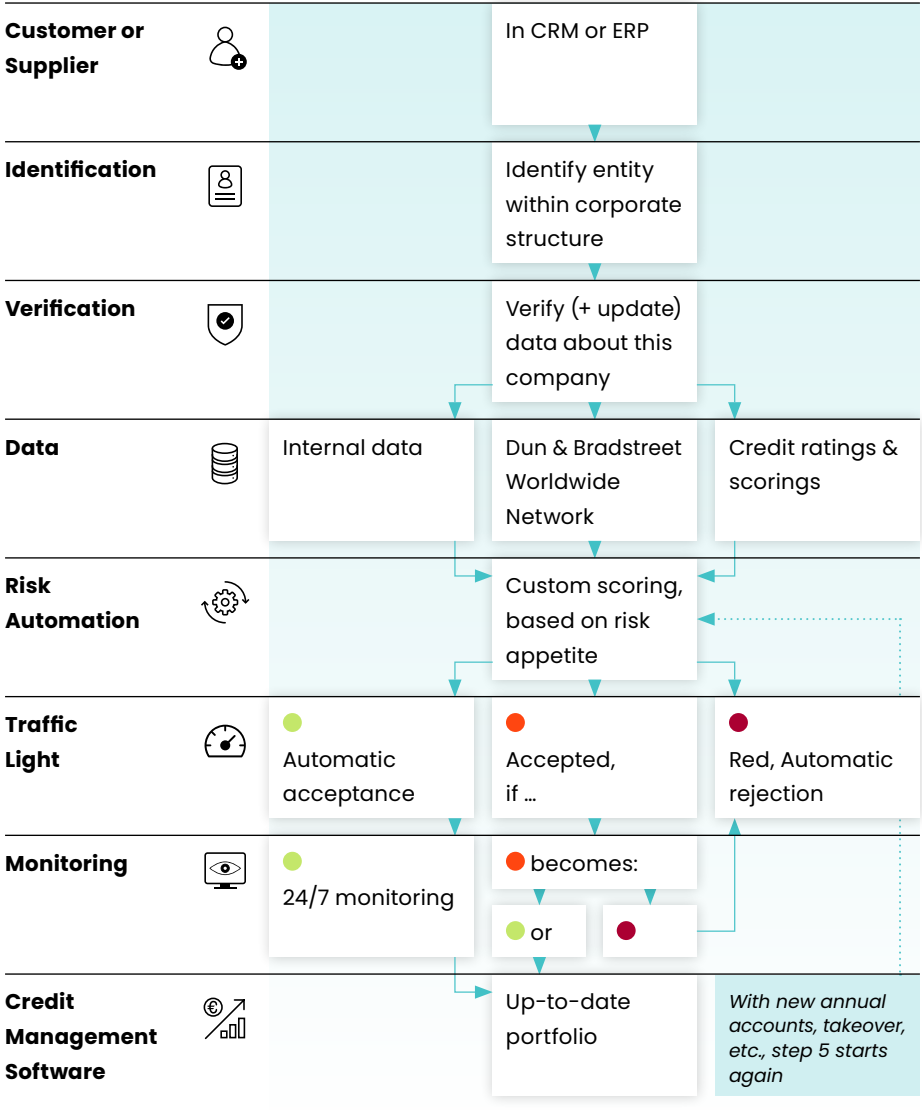 Customer or
Supplier
In CRM or ERP
Identification
Identify entity
within corporate
structure
Verification
Verify (+ update)
data about this
company
Data
Internal data
Dun & Bradstreet
Worldwide
Network
Credit ratings &
scorings
Risk
Automation
Custom scoring,
based on risk
appetite
Traffic
Light
Automatic
acceptance
Accepted,
if ...
Red, Automatic
rejection
Monitoring
24/7 monitoring
becomes:
or
Credit
Management
Software
€
Up-to-date
portfolio
With new annual
accounts, takeover,
etc., step 5 starts
again